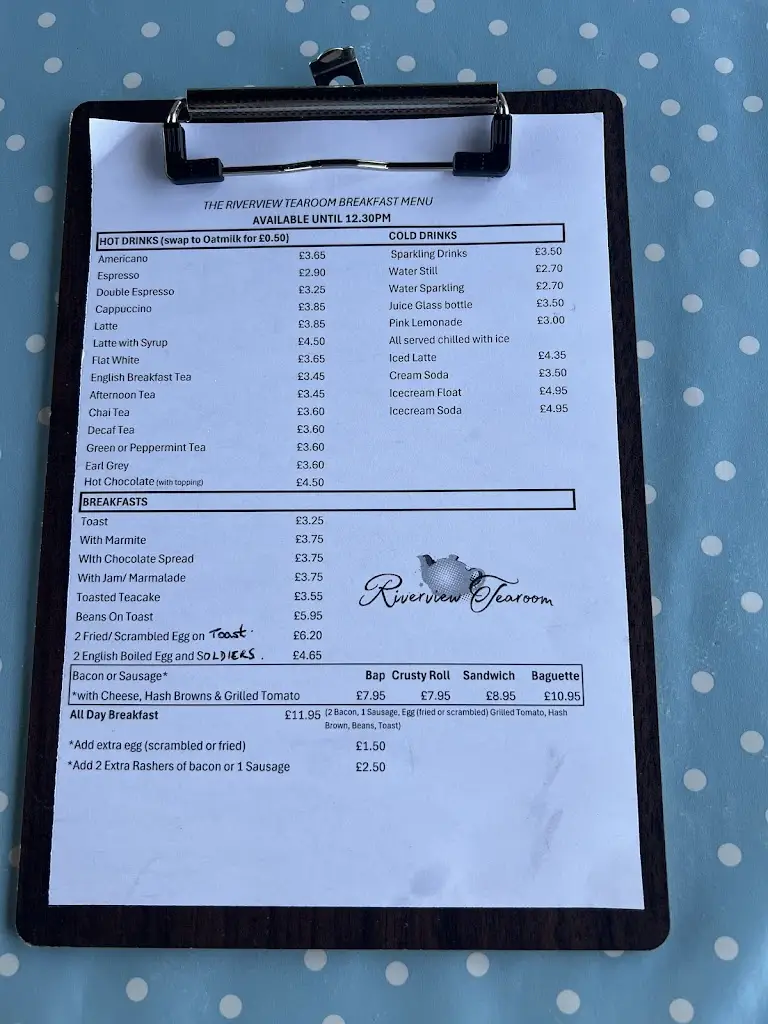 THE RIVERVIEW TEAROOM BREAKFAST MENU
AVAILABLE UNTIL 12.30PM
HOT DRINKS (swap to Oatmilk for £0.50)
Americano £3.65
Espresso £2.90
Double Espresso £3.25
Cappuccino £3.85
Latte £3.85
Latte with Syrup £4.50
Flat White £3.65
English Breakfast Tea £3.45
Afternoon Tea £3.45
Chai Tea £3.60
Decaf Tea £3.60
Green or Peppermint Tea £3.60
Earl Grey £3.60
Hot Chocolate (with topping) £4.50
COLD DRINKS
Sparkling Drinks £3.50
Water Still £2.70
Water Sparkling £2.70
Juice Glass bottle £3.50
Pink Lemonade £3.00
All served chilled with ice
Iced Latte £4.35
Cream Soda £3.50
Icecream Float £4.95
Icecream Soda £4.95
BREAKFASTS
Toast £3.25
With Marmite £3.75
WIth Chocolate Spread £3.75
With Jam/ Marmalade £3.75
Toasted Teacake £3.55
Beans On Toast £5.95
2 Fried/ Scrambled Egg on Toast. £6.20
2 English Boiled Egg and SOLDIERS. £4.65
Riverview Tearoom
Bacon or Sausage* Bap Crusty Roll Sandwich Baguette
*with Cheese, Hash Browns & Grilled Tomato £7.95 £7.95 £8.95 £10.95
All Day Breakfast £11.95 (2 Bacon, 1 Sausage, Egg (fried or scrambled) Grilled Tomato, Hash
Brown, Beans, Toast)
*Add extra egg (scrambled or fried) £1.50
*Add 2 Extra Rashers of bacon or 1 Sausage £2.50